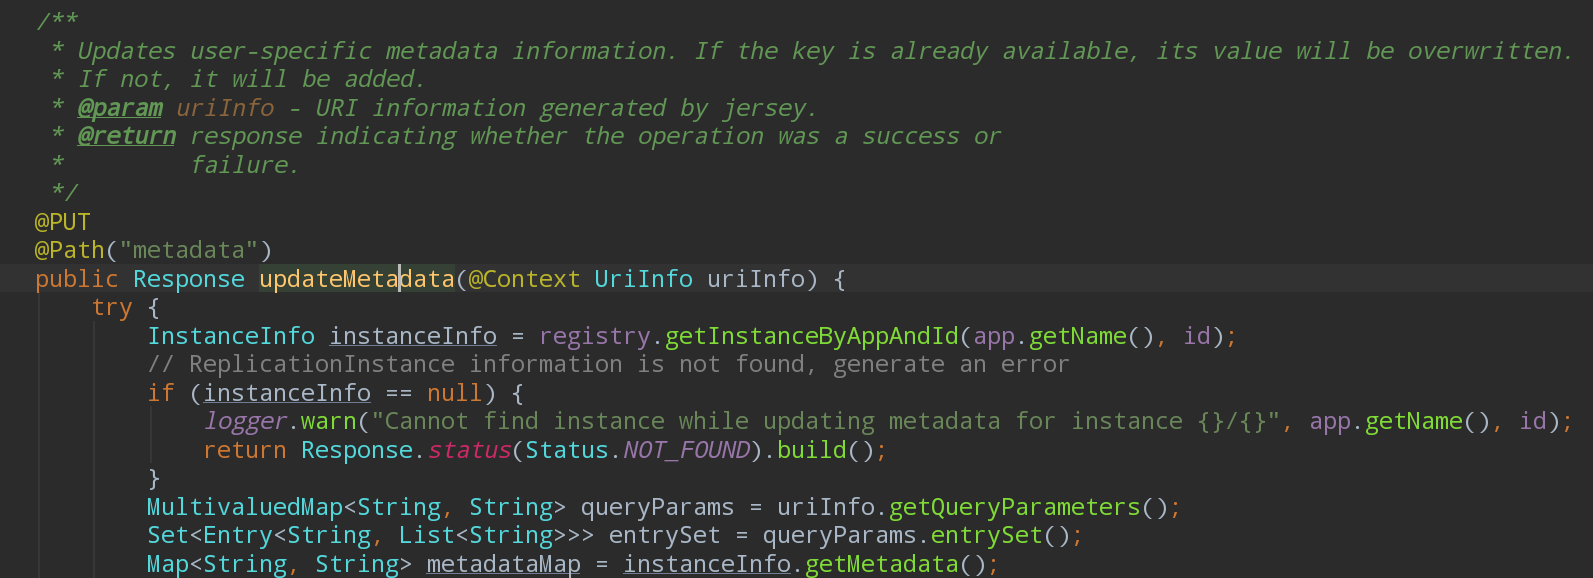 /**
 * Updates user-specific metadata information. If the key is already available, its value will be overwritten.
 * If not, it will be added.
 * @param uriInfo - URI information generated by jersey.
 * @return response indicating whether the operation was a success or
 *         failure.
 */
@PUT
@Path("metadata")
public Response updateMetadata(@Context UriInfo uriInfo) {
    try {
        InstanceInfo instanceInfo = registry.getInstanceByAppAndId(app.getName(), id);
        // ReplicationInstance information is not found, generate an error
        if (instanceInfo == null) {
            logger.warn("Cannot find instance while updating metadata for instance {}/{}", app.getName(), id);
            return Response.status(Status.NOT_FOUND).build();
        }
        MultivaluedMap<String, String> queryParams = uriInfo.getQueryParameters();
        Set<Entry<String, List<String>>> entrySet = queryParams.entrySet();
        Map<String, String> metadataMap = instanceInfo.getMetadata();